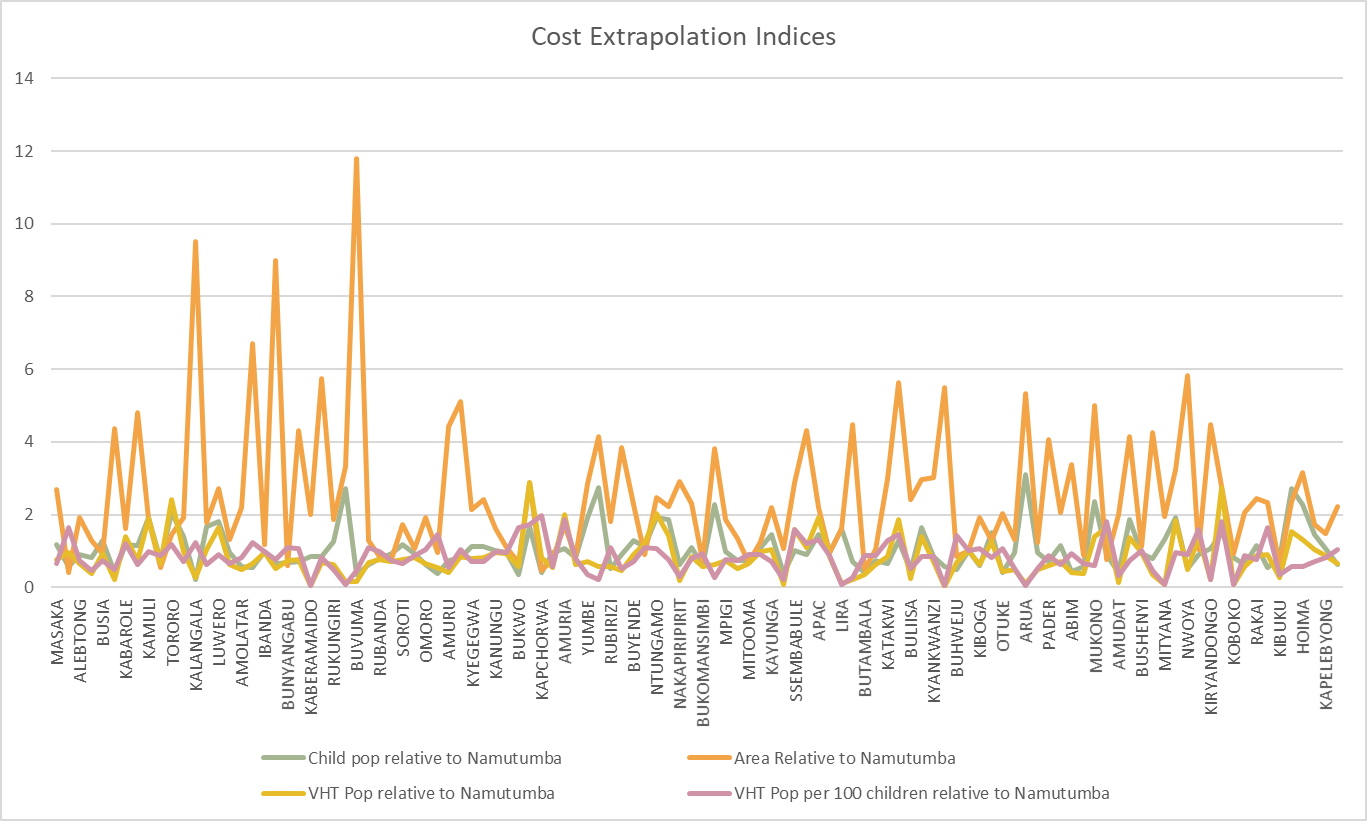 Cost Extrapolation Indices
14
12
10
8
6
4
2
0
MASAKA
ALEBTONG
BUSIA
KABAROLE
KAMULI
TORORO
KALANGALA
LUWERO
AMOLATAR
IBANDA
BUNYANGABU
KABERAMAIDO
RUKUNGIRI
BUVUMA
RUBANDA
SOROTI
OMORO
AMURU
KYEGEGWA
KANUNGU
BUKWO
KAPCHORWA
AMURIA
YUMBE
RUBIRIZI
BUYENDE
NTUNGAMO
NAKAPIRIPIRIT
BUKOMANSIMBI
MPIGI
MITOOMA
KAYUNGA
SSEMBABULE
APAC
LIRA
BUTAMBALA
KATAKWI
BULIISA
KYANKWANZI
BUHWEJU
KIBOGA
OTUKE
ARUA
PADER
ABIM
MUKONO
AMUDAT
BUSHENYI
MITYANA
NWOYA
KIRYANDONGO
KOBOKO
RAKAI
KIBUKU
HOIMA
KAPELEBYONG
Child pop relative to Namutumba
Area Relative to Namutumba
VHT Pop relative to Namutumba
VHT Pop per 100 children relative to Namutumba